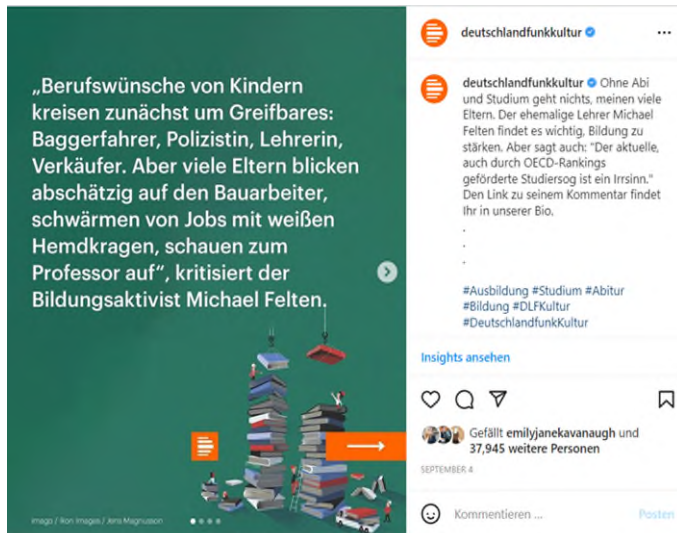 „Berufswünsche von Kindern
kreisen zunächst um Greifbares:
Baggerfahrer, Polizistin, Lehrerin,
Verkäufer. Aber viele Eltern blicken
abschätzig auf den Bauarbeiter,
schwärmen von Jobs mit weißen
Hemdkragen, schauen zum
Professor auf“, kritisiert der
Bildungsaktivist Michael Felten.
imago / Ikon Images / Jens Magnusson
deutschlandfunkkultur
deutschlandfunkkultur Ohne Abi
und Studium geht nichts, meinen viele
Eltern. Der ehemalige Lehrer Michael
Felten findet es wichtig, Bildung zu
stärken. Aber sagt auch: "Der aktuelle,
auch durch OECD-Rankings
geförderte Studiersog ist ein Irrsinn."
Den Link zu seinem Kommentar findet
Ihr in unserer Bio.
.
.
.
#Ausbildung #Studium #Abitur
#Bildung #DLFKultur
#DeutschlandfunkKultur
Insights ansehen
Gefällt emilyjanekavanaugh und
37,945 weitere Personen
SEPTEMBER 4
Kommentieren ...
Posten